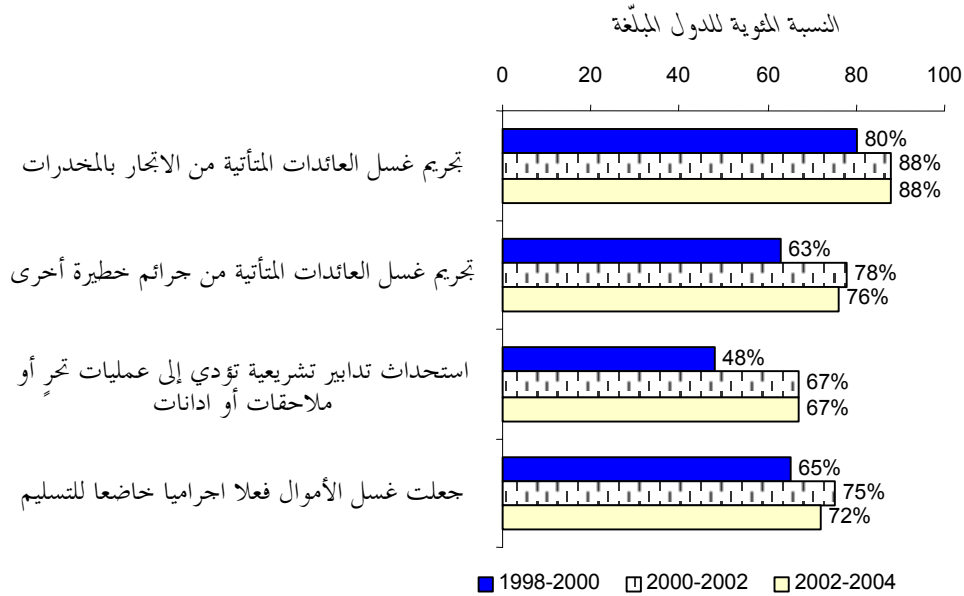 النسبة المئوية للدول المبلّغة
0 20 40 60 80 100
تجريم غسل العائدات المتأتية من الاتجار بالمخدرات
80%
88%
88%
تجريم غسل العائدات المتأتية من جرائم خطيرة أخرى
63%
78%
76%
استحداث تدابير تشريعية تؤدي إلى عمليات تحرٍ أو
ملاحقات أو ادانات
48%
67%
67%
جعلت غسل الأموال فعلا اجراميا خاضعا للتسليم
65%
75%
72%
1998-2000 2000-2002 2002-2004